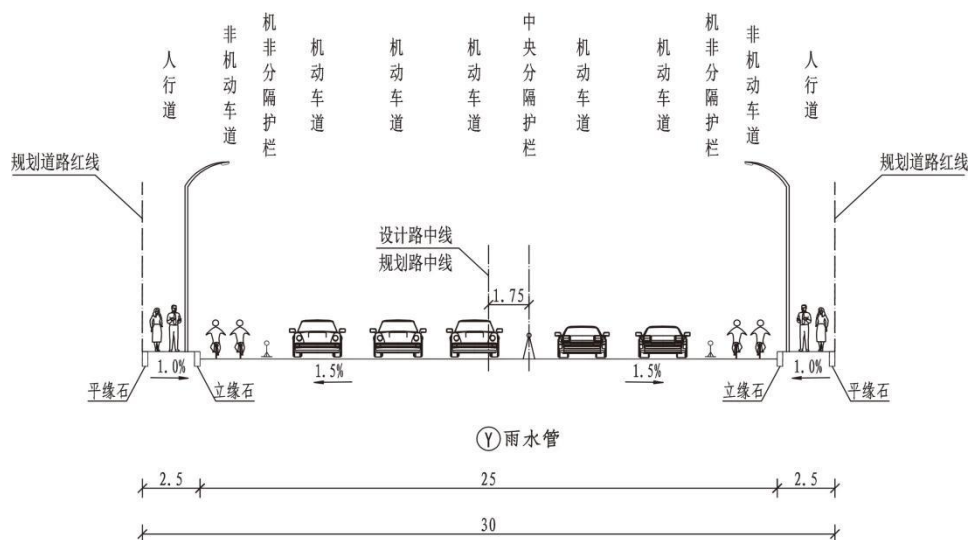 人行道
非机动车道
机非分隔护栏
机动车道
机动车道
机动车道
中央分隔护栏
机动车道
机动车道
机非分隔护栏
非机动车道
人行道
规划道路红线
规划道路红线
设计路中线
规划路中线
1.75
1.0%
1.5%
1.5%
1.0%
平缘石
立缘石
立缘石
平缘石
Y 雨水管
2.5
25
2.5
30